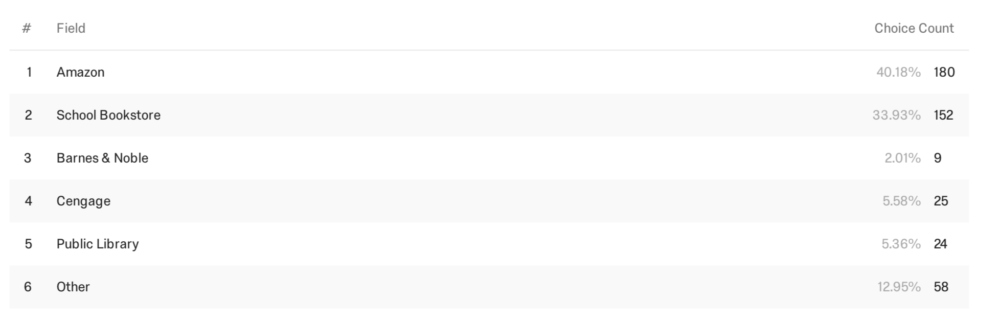 # Field Choice Count
1 Amazon 40.18% 180
2 School Bookstore 33.93% 152
3 Barnes & Noble 2.01% 9
4 Cengage 5.58% 25
5 Public Library 5.36% 24
6 Other 12.95% 58